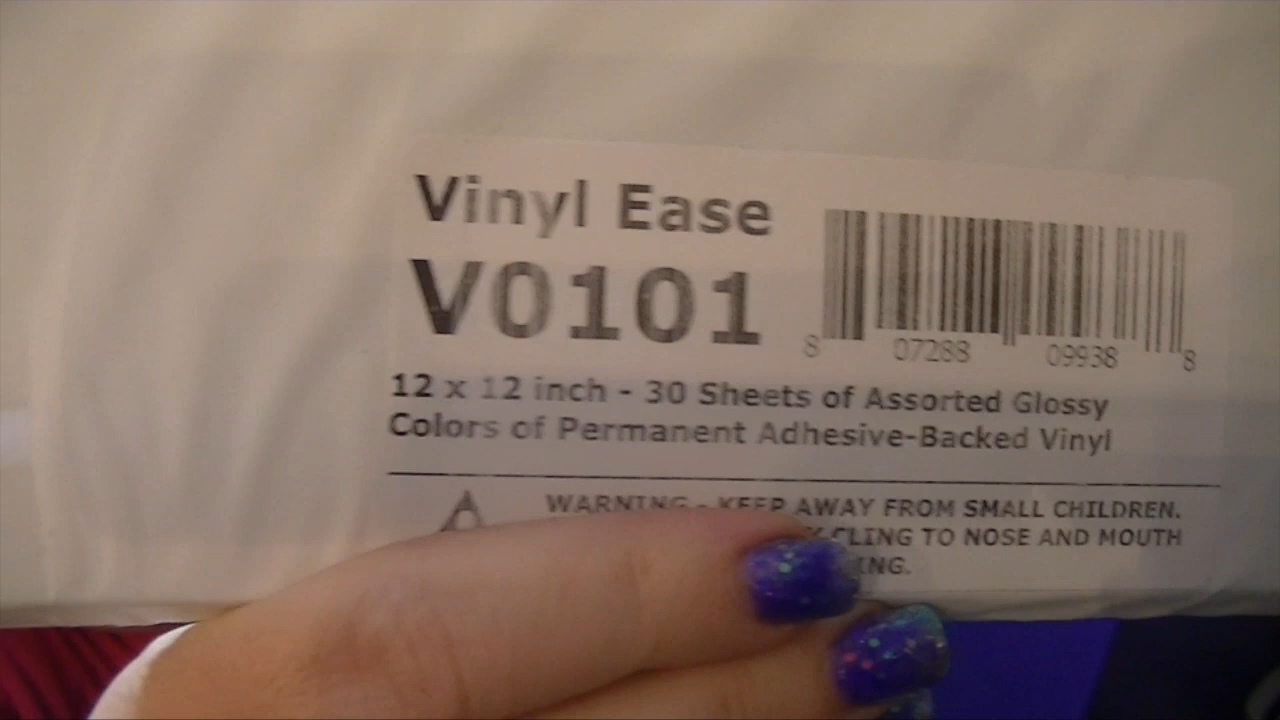 Vinyl Ease
V0101
8 07288 09938 8
12 x 12 inch - 30 Sheets of Assorted Glossy
Colors of Permanent Adhesive-Backed Vinyl
WARNING - KEEP AWAY FROM SMALL CHILDREN.
CLING TO NOSE AND MOUTH